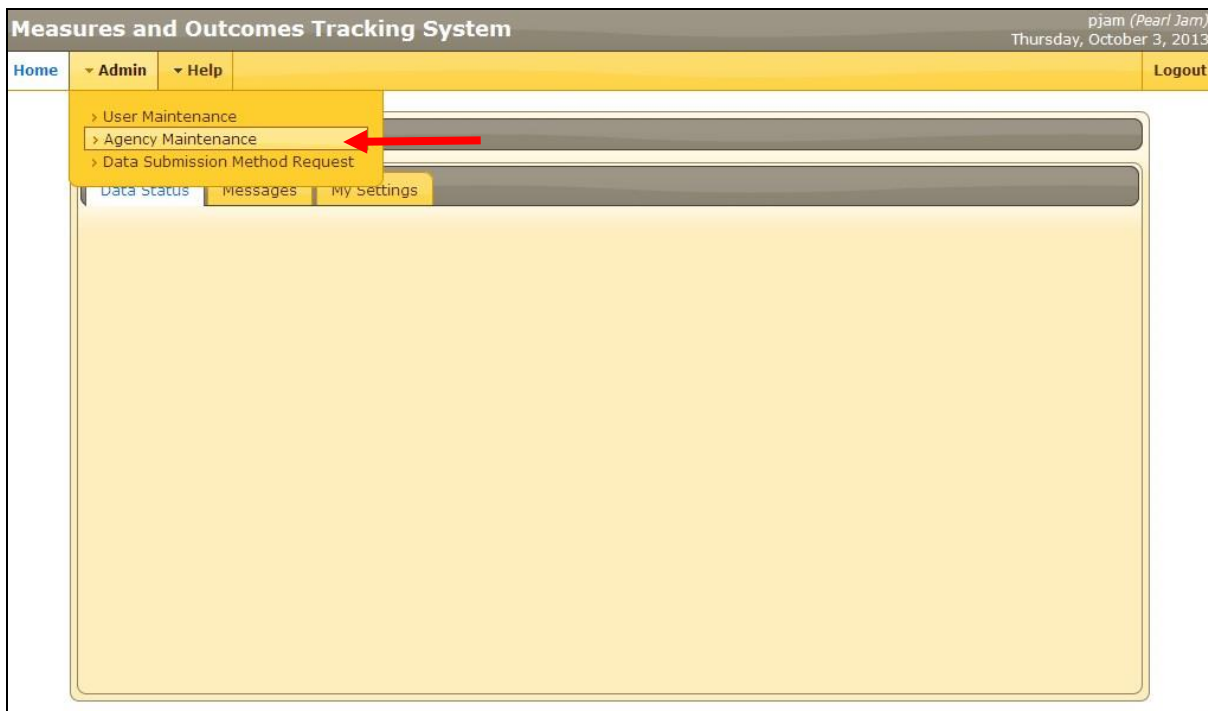 Measures and Outcomes Tracking System
pjam (Pearl Jam)
Thursday, October 3, 2013
Home Admin Help Logout
› User Maintenance
› Agency Maintenance
› Data Submission Method Request
Data Status Messages My Settings